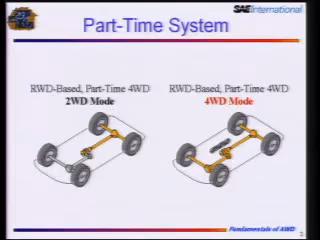 SAE International
Part-Time System
RWD-Based, Part-Time 4WD
2WD Mode
RWD-Based, Part-Time 4WD
4WD Mode
Fundamentals of AWD